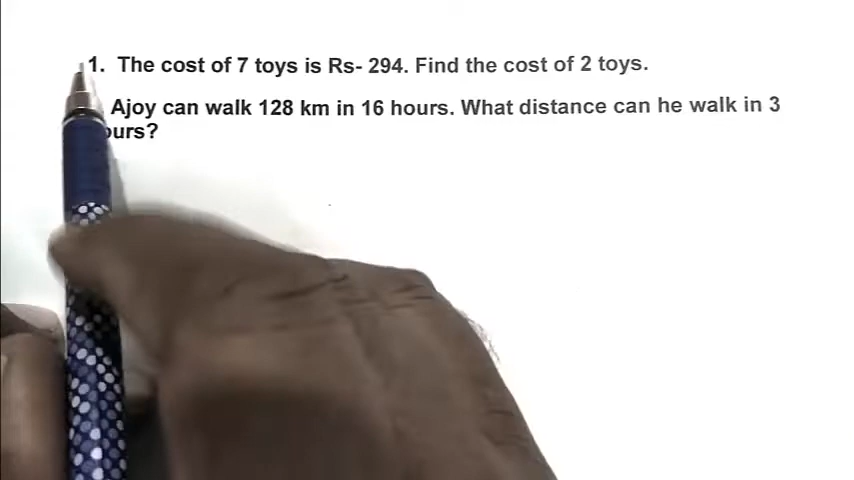 1. The cost of 7 toys is Rs- 294. Find the cost of 2 toys.
Ajoy can walk 128 km in 16 hours. What distance can he walk in 3
ours?